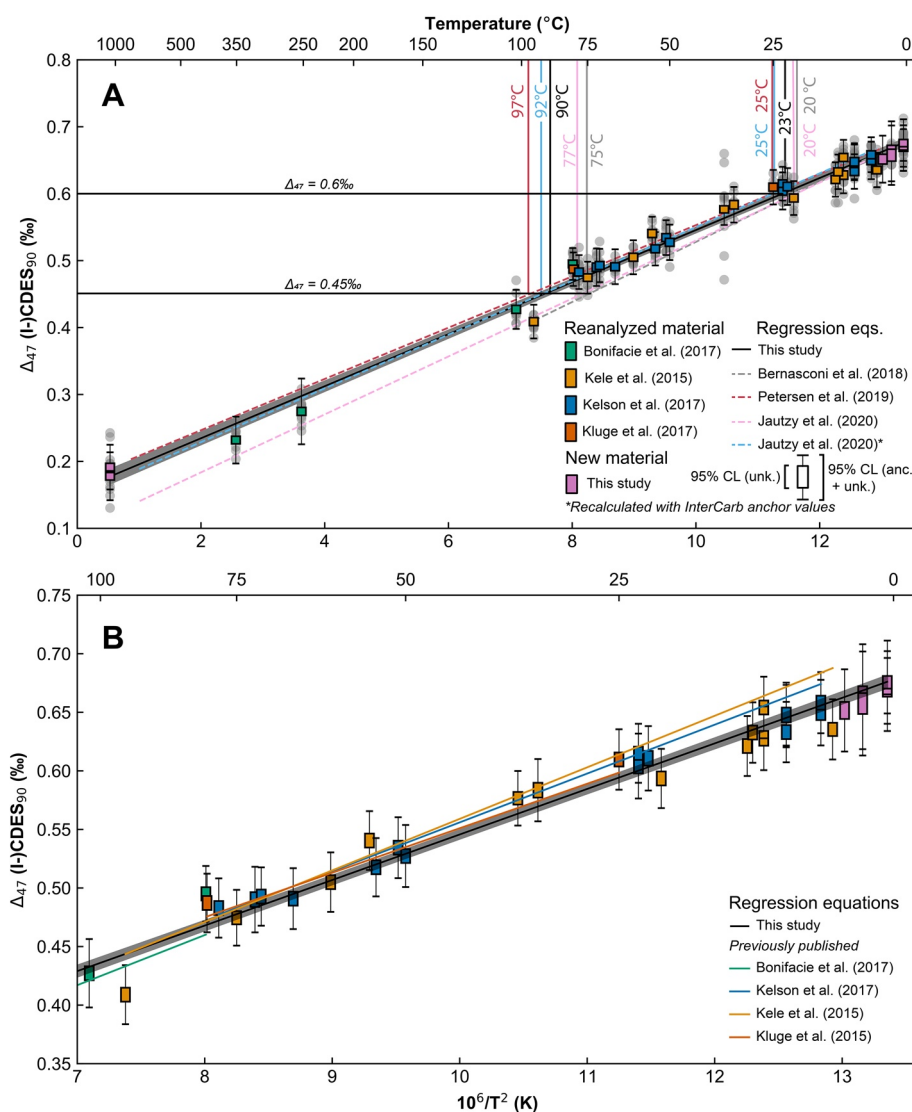 Temperature (°C)
1000 500 350 250 200 150 100 75 50 25 0
0.8
A
97°C 92°C 90°C 77°C 75°C 25°C 25°C 23°C 20°C 20 °C
0.7
Δ₄₇ = 0.6‰
0.6
0.5
Δ₄₇ = 0.45‰
0.4
0.3
0.2
0.1
Δ₄₇ (I-)CDES₉₀ (‰)
Reanalyzed material
Bonifacie et al. (2017)
Kele et al. (2015)
Kelson et al. (2017)
Kluge et al. (2017)
New material
This study
Regression eqs.
This study
Bernasconi et al. (2018)
Petersen et al. (2019)
Jautzy et al. (2020)
Jautzy et al. (2020)*
95% CL (unk.)
95% CL (anc.
+ unk.)
*Recalculated with InterCarb anchor values
0 2 4 6 8 10 12
100 75 50 25 0
0.75
B
0.70
0.65
0.60
0.55
0.50
0.45
0.40
0.35
Δ₄₇ (I-)CDES₉₀ (‰)
Regression equations
This study
Previously published
Bonifacie et al. (2017)
Kelson et al. (2017)
Kele et al. (2015)
Kluge et al. (2015)
7 8 9 10 11 12 13
10⁶/T² (K)